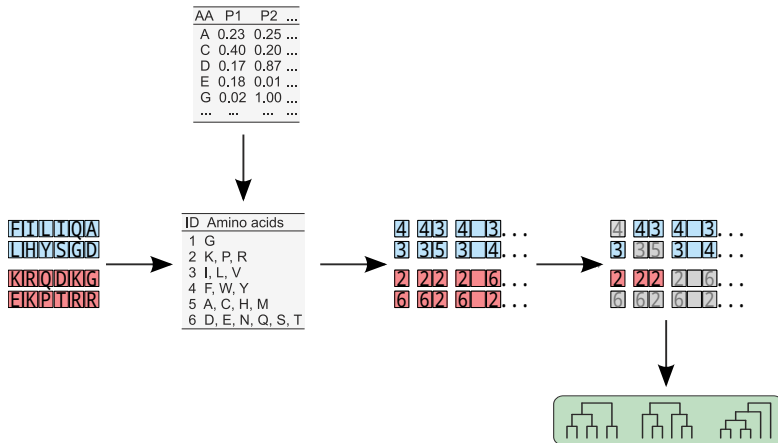 AA P1 P2 ...
A 0.23 0.25 ...
C 0.40 0.20 ...
D 0.17 0.87 ...
E 0.18 0.01 ...
G 0.02 1.00 ...
... ... ... ...
FILIQA
LHYSGD
KRQDKG
EKPTRR
ID Amino acids
1 G
2 K, P, R
3 I, L, V
4 F, W, Y
5 A, C, H, M
6 D, E, N, Q, S, T
4 43 4 3...
3 35 3 4...
2 22 2 6...
6 62 6 2...
4 43 4 3...
3 35 3 4...
2 22 2 6...
6 62 6 2...